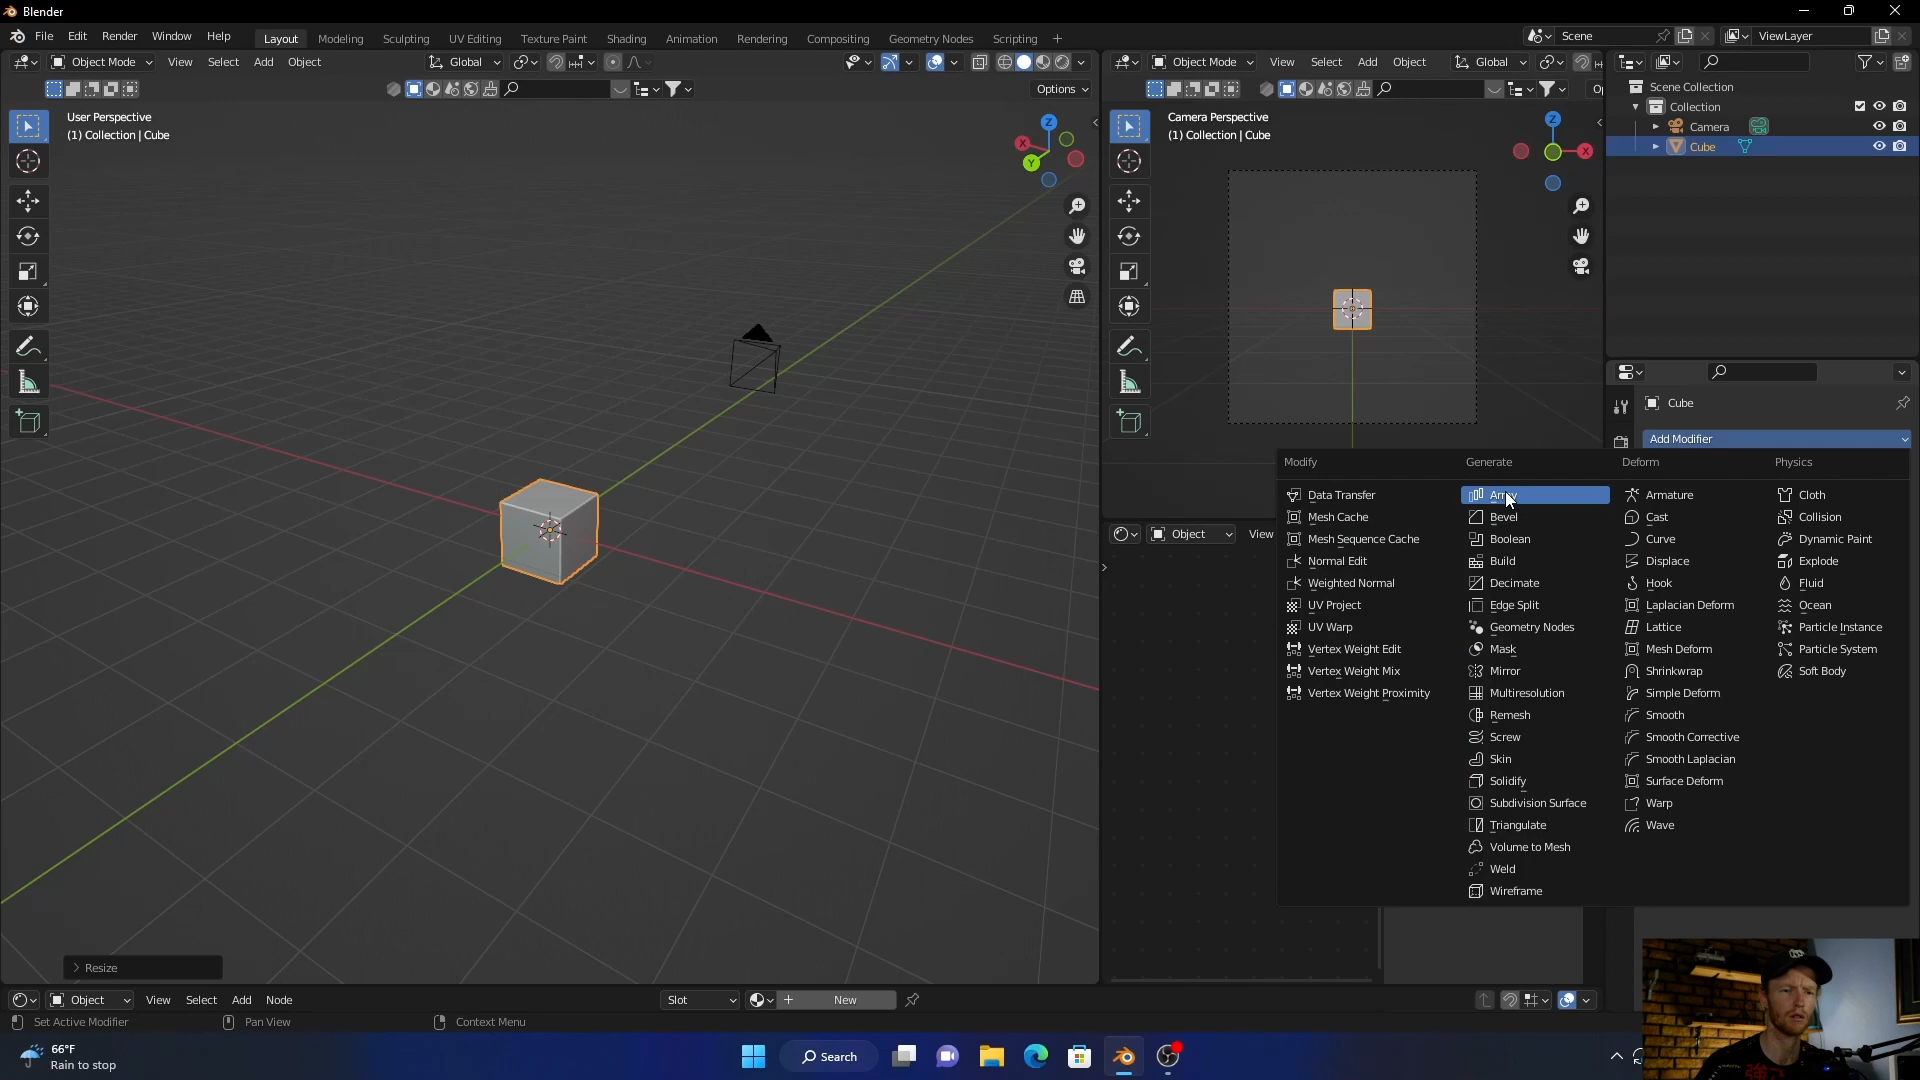 Blender
File Edit Render Window Help
Layout Modeling Sculpting UV Editing Texture Paint Shading Animation Rendering Compositing Geometry Nodes Scripting +
Scene
ViewLayer
Object Mode View Select Add Object
Global
Options
Object Mode View Select Add Object
Global
User Perspective
(1) Collection | Cube
Camera Perspective
(1) Collection | Cube
X
Y
Z
Z
X
Scene Collection
Collection
Camera
Cube
Cube
Add Modifier
Modify
Data Transfer
Mesh Cache
Mesh Sequence Cache
Normal Edit
Weighted Normal
UV Project
UV Warp
Vertex Weight Edit
Vertex Weight Mix
Vertex Weight Proximity
Generate
Array
Bevel
Boolean
Build
Decimate
Edge Split
Geometry Nodes
Mask
Mirror
Multiresolution
Remesh
Screw
Skin
Solidify
Subdivision Surface
Triangulate
Volume to Mesh
Weld
Wireframe
Deform
Armature
Cast
Curve
Displace
Hook
Laplacian Deform
Lattice
Mesh Deform
Shrinkwrap
Simple Deform
Smooth
Smooth Corrective
Smooth Laplacian
Surface Deform
Warp
Wave
Physics
Cloth
Collision
Dynamic Paint
Explode
Fluid
Ocean
Particle Instance
Particle System
Soft Body
Object View
Resize
Object View Select Add Node
Slot
New
Set Active Modifier
Pan View
Context Menu
66°F
Rain to stop
Search